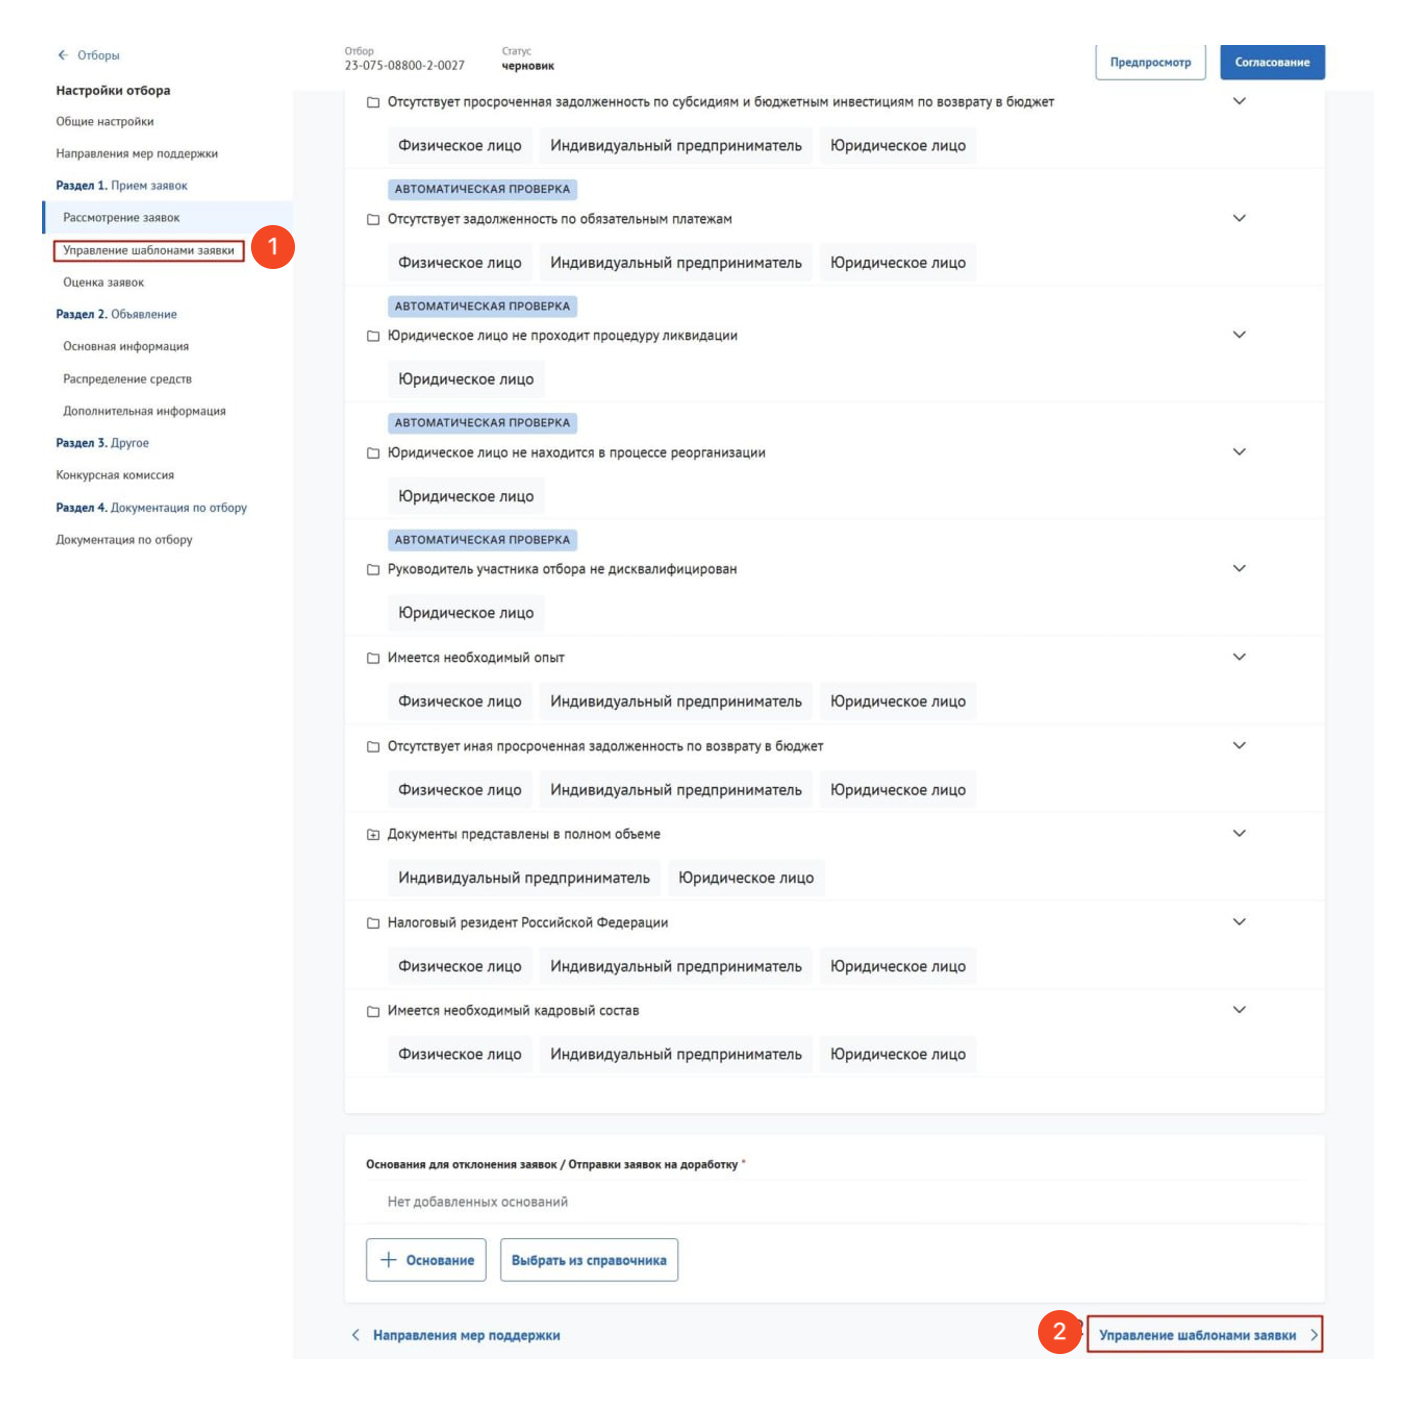 Отборы
Настройки отбора
Общие настройки
Направления мер поддержки
Раздел 1. Прием заявок
Рассмотрение заявок
Управление шаблонами заявки
1
Оценка заявок
Раздел 2. Объявление
Основная информация
Распределение средств
Дополнительная информация
Раздел 3. Другое
Конкурсная комиссия
Раздел 4. Документация по отбору
Документация по отбору
Отбор
23-075-08800-2-0027
Статус
черновик
Предпросмотр
Согласование
Отсутствует просроченная задолженность по субсидиям и бюджетным инвестициям по возврату в бюджет
Физическое лицо Индивидуальный предприниматель Юридическое лицо
АВТОМАТИЧЕСКАЯ ПРОВЕРКА
Отсутствует задолженность по обязательным платежам
Физическое лицо Индивидуальный предприниматель Юридическое лицо
АВТОМАТИЧЕСКАЯ ПРОВЕРКА
Юридическое лицо не проходит процедуру ликвидации
Юридическое лицо
АВТОМАТИЧЕСКАЯ ПРОВЕРКА
Юридическое лицо не находится в процессе реорганизации
Юридическое лицо
АВТОМАТИЧЕСКАЯ ПРОВЕРКА
Руководитель участника отбора не дисквалифицирован
Юридическое лицо
Имеется необходимый опыт
Физическое лицо Индивидуальный предприниматель Юридическое лицо
Отсутствует иная просроченная задолженность по возврату в бюджет
Физическое лицо Индивидуальный предприниматель Юридическое лицо
Документы представлены в полном объеме
Индивидуальный предприниматель Юридическое лицо
Налоговый резидент Российской Федерации
Физическое лицо Индивидуальный предприниматель Юридическое лицо
Имеется необходимый кадровый состав
Физическое лицо Индивидуальный предприниматель Юридическое лицо
Основания для отклонения заявок / Отправки заявок на доработку *
Нет добавленных оснований
+ Основание
Выбрать из справочника
Направления мер поддержки
2
Управление шаблонами заявки